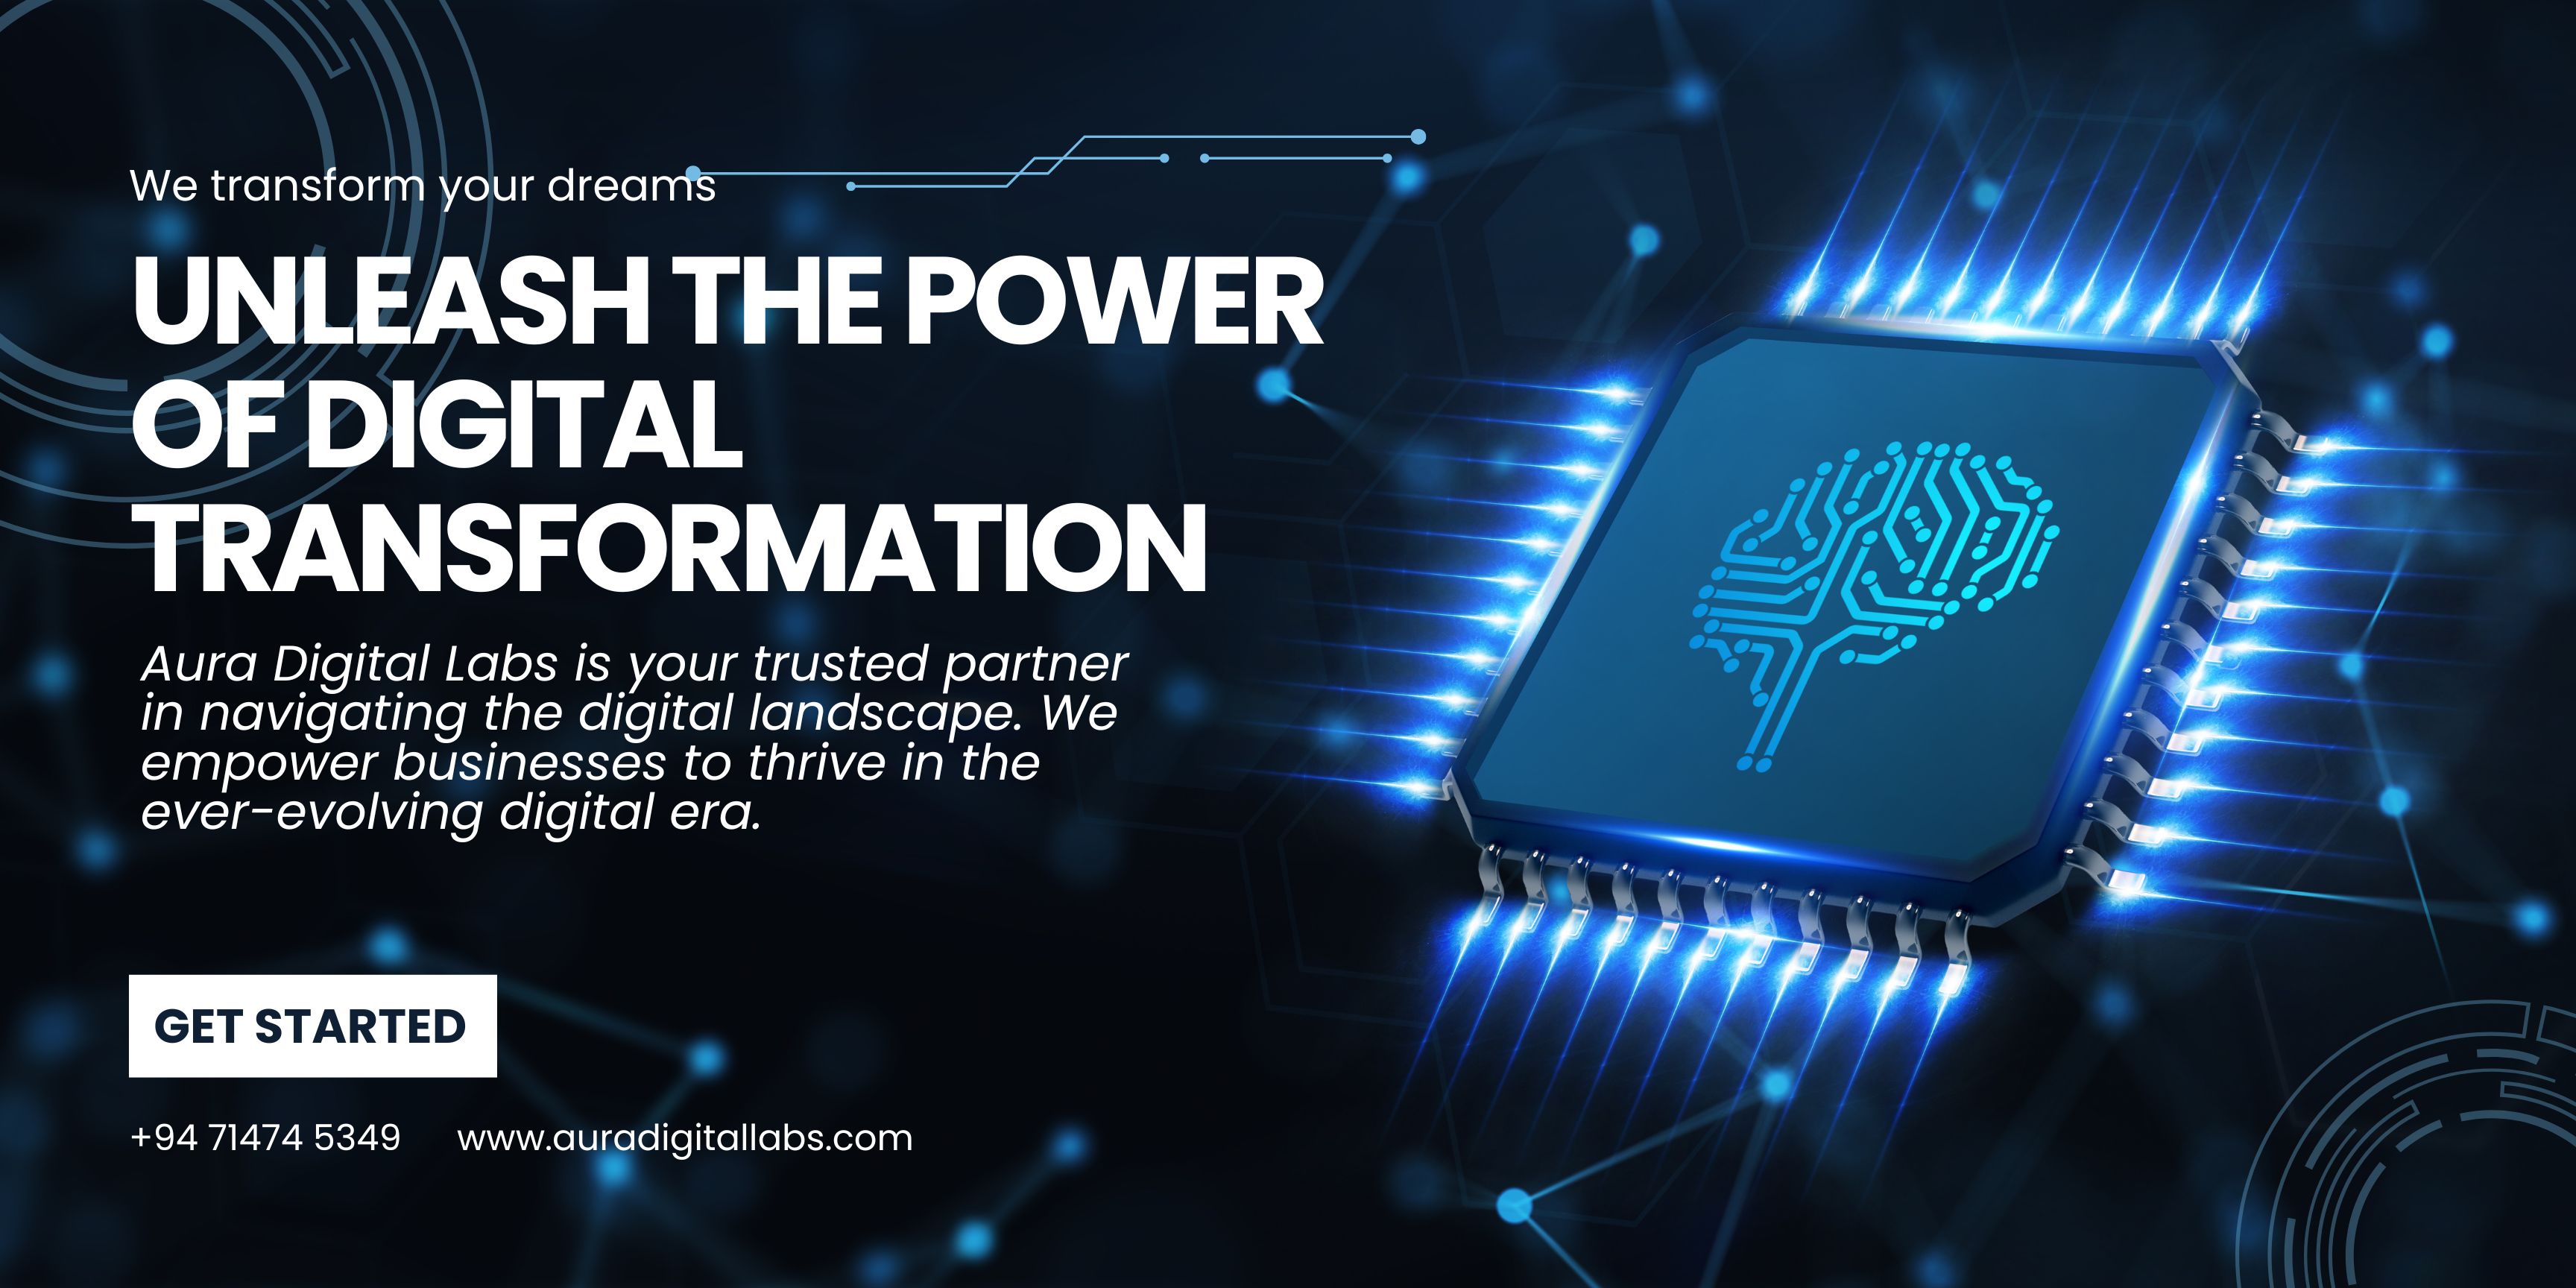 We transform your dreams
UNLEASH THE POWER
OF DIGITAL
TRANSFORMATION
Aura Digital Labs is your trusted partner
in navigating the digital landscape. We
empower businesses to thrive in the
ever-evolving digital era.
GET STARTED
+94 71474 5349 www.auradigitallabs.com